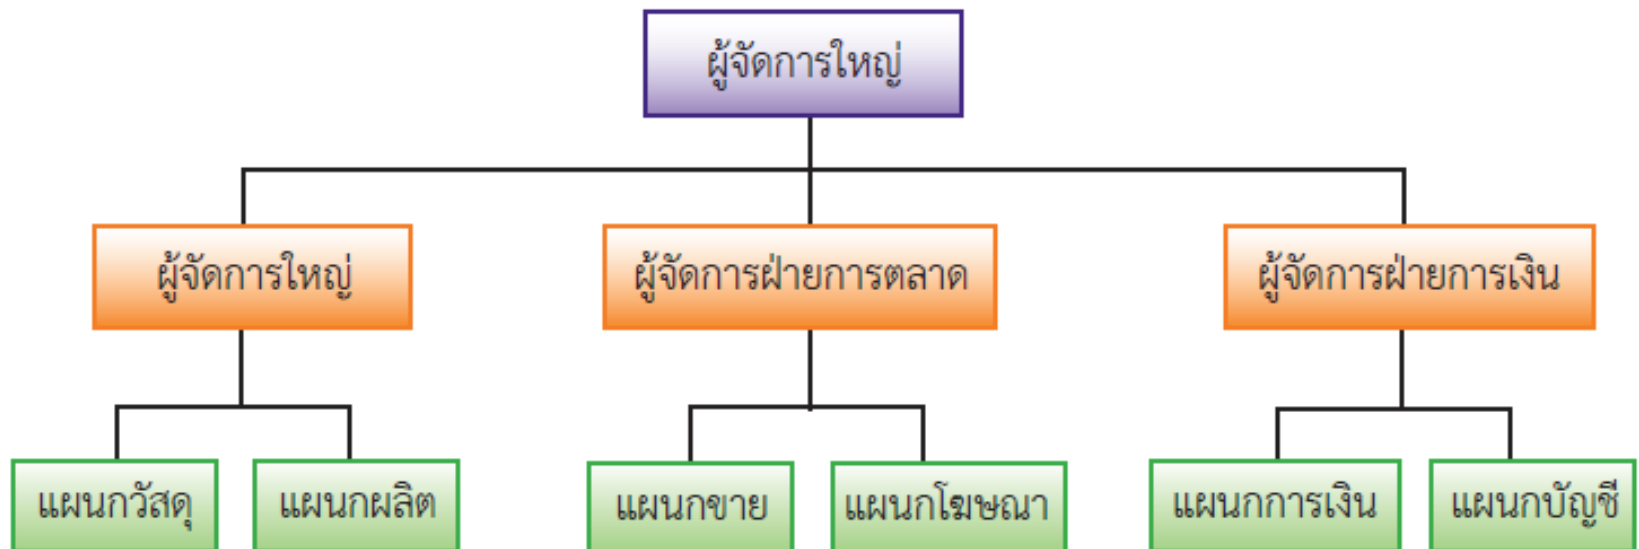 ผู้จัดการใหญ่
ผู้จัดการใหญ่
ผู้จัดการฝ่ายการตลาด
ผู้จัดการฝ่ายการเงิน
แผนกวัสดุ
แผนกผลิต
แผนกขาย
แผนกโฆษณา
แผนกการเงิน
แผนกบัญชี